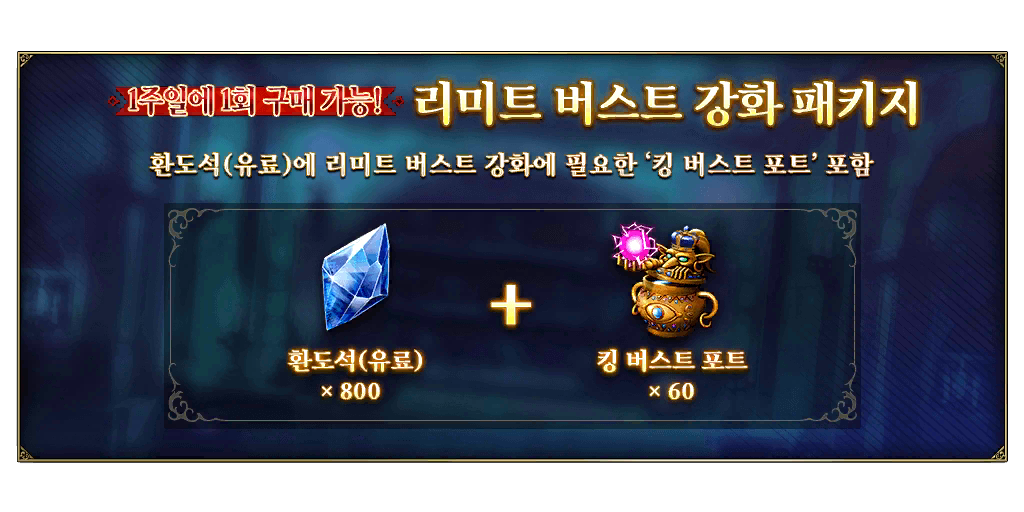 1주일에 1회 구매 가능! 리미트 버스트 강화 패키지
환도석(유료)에 리미트 버스트 강화에 필요한 ‘킹 버스트 포트’ 포함
환도석(유료)
× 800
+
킹 버스트 포트
× 60